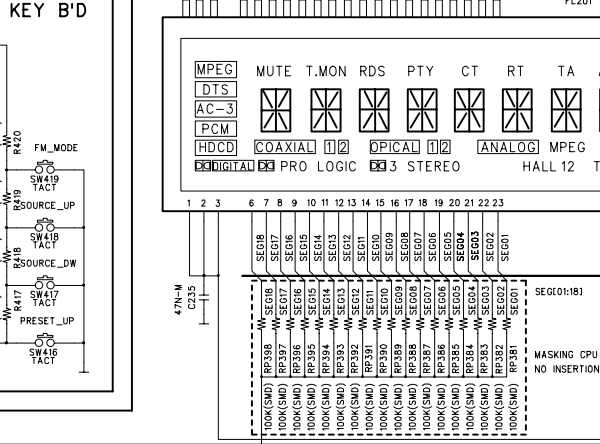 KEY B'D
R420
FM_MODE
SW419
TACT
R419
SOURCE_UP
SW418
TACT
R418
SOURCE_DW
SW417
TACT
R417
PRESET_UP
SW416
TACT
FL201
MPEG MUTE T.MON RDS PTY CT RT TA
DTS
AC-3
PCM
HDCD COAXIAL 12 OPICAL 12 ANALOG MPEG
DIGITAL PRO LOGIC 3 STEREO HALL 12 T
1 2 3 6 7 8 9 10 11 12 13 14 15 16 17 18 19 20 21 22 23
SEG18 SEG17 SEG16 SEG15 SEG14 SEG13 SEG12 SEG11 SEG10 SEG09 SEG08 SEG07 SEG06 SEG05 SEG04 SEG03 SEG02 SEG01
47N-M
C235
SEG18 SEG17 SEG16 SEG15 SEG14 SEG13 SEG12 SEG11 SEG10 SEG09 SEG08 SEG07 SEG06 SEG05 SEG04 SEG03 SEG02 SEG01
SEG[01:18]
RP398 RP397 RP396 RP395 RP394 RP393 RP392 RP391 RP390 RP389 RP388 RP387 RP386 RP385 RP384 RP383 RP382 RP381
100K(SMD) 100K(SMD) 100K(SMD) 100K(SMD) 100K(SMD) 100K(SMD) 100K(SMD) 100K(SMD) 100K(SMD) 100K(SMD) 100K(SMD) 100K(SMD) 100K(SMD) 100K(SMD) 100K(SMD) 100K(SMD) 100K(SMD) 100K(SMD)
MASKING CPU
NO INSERTION